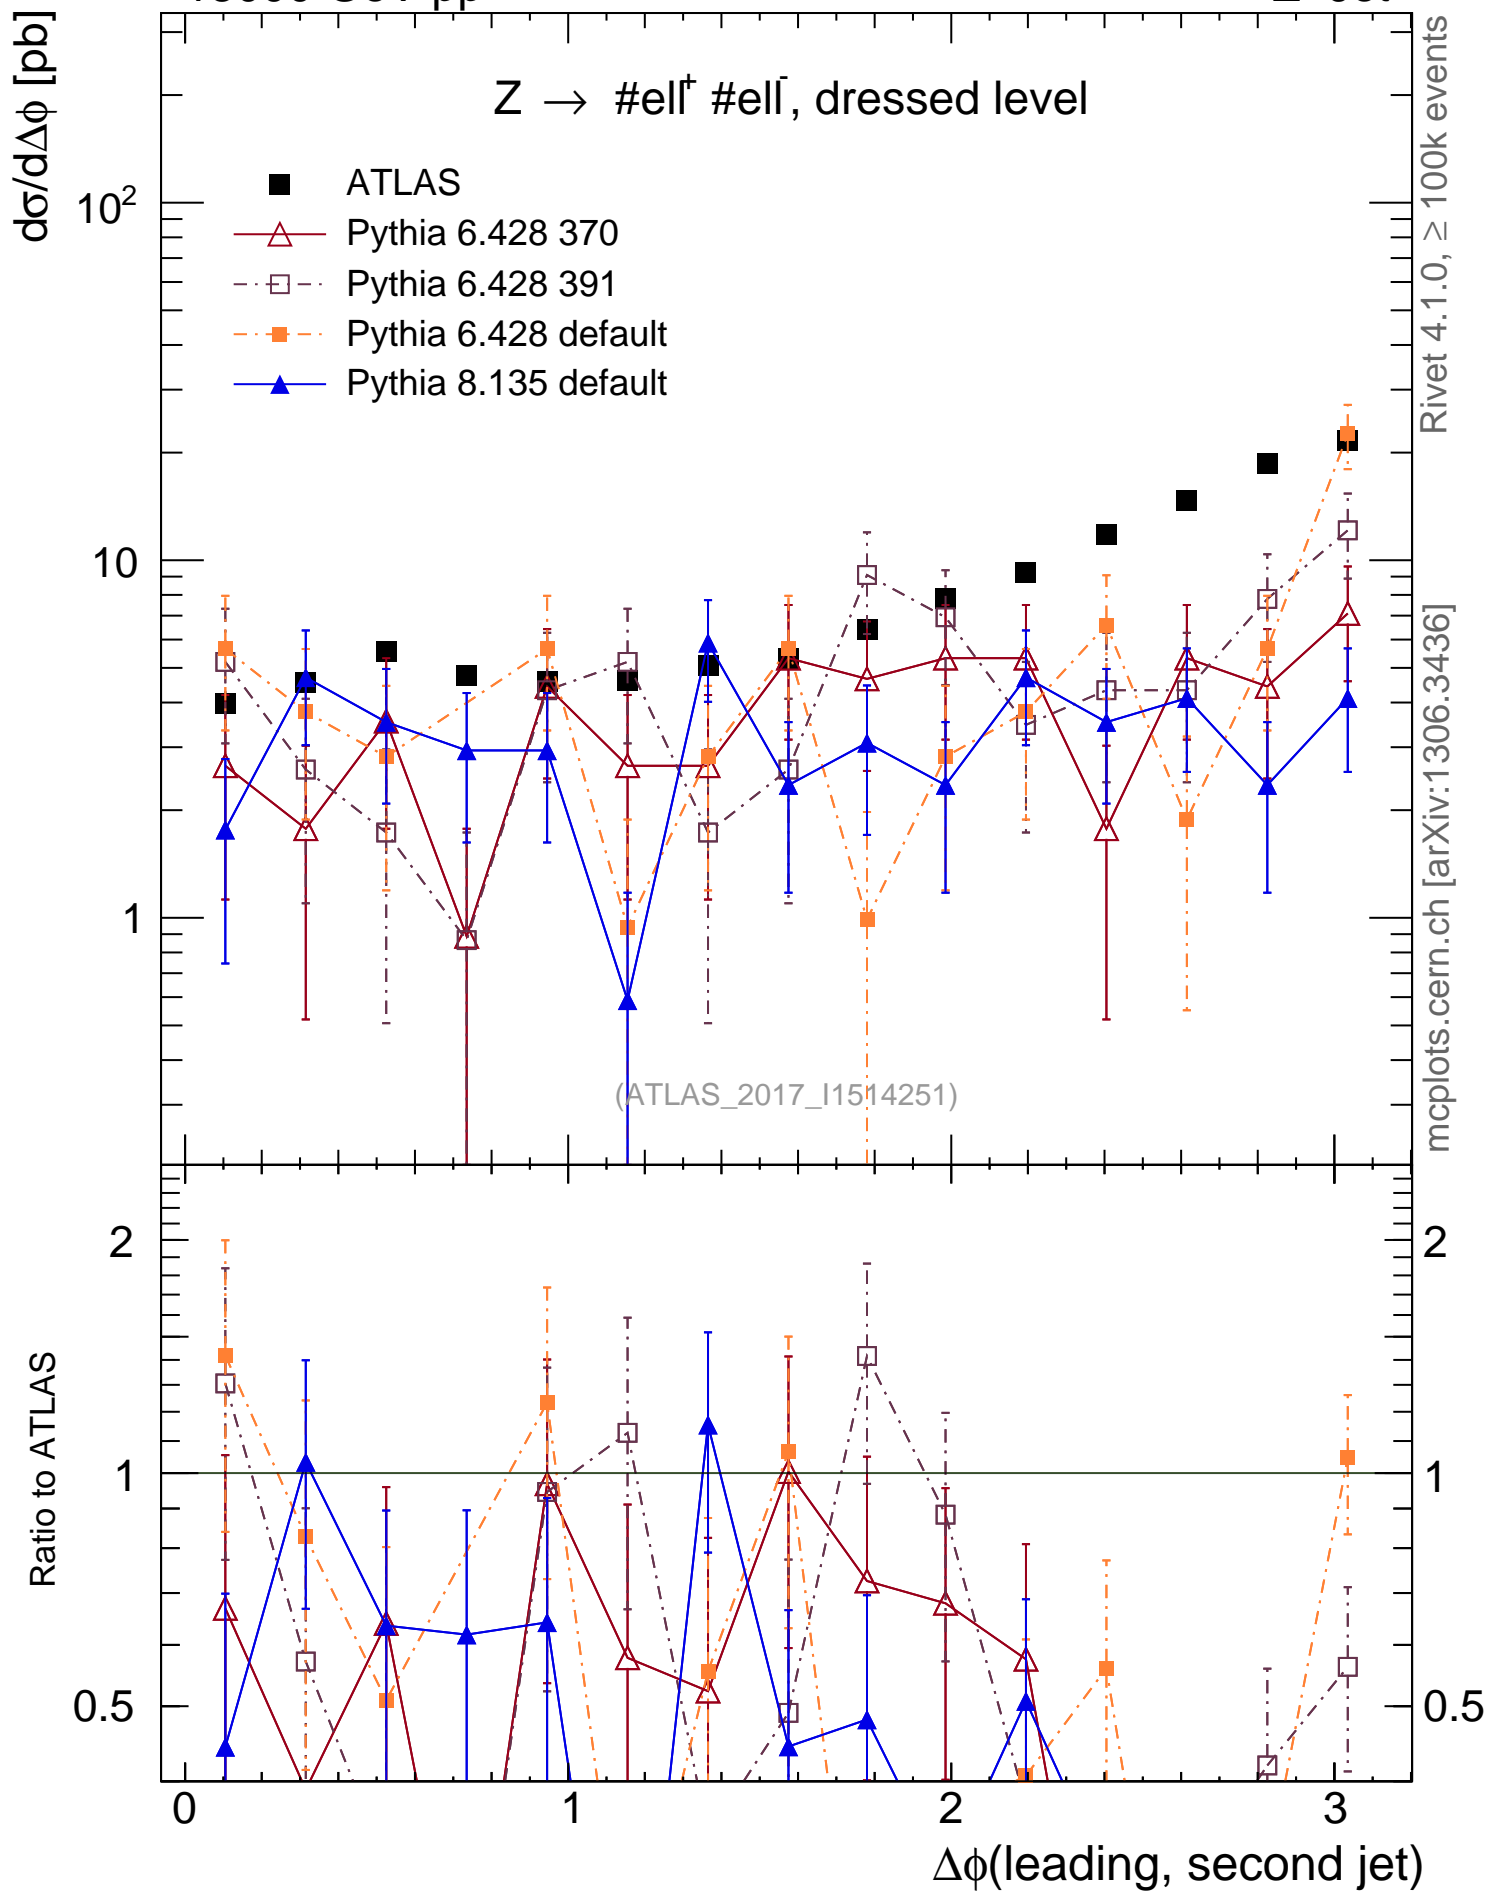 dσ/dΔϕ [pb]
Z → #ell⁺ #ell⁻, dressed level
ATLAS
Pythia 6.428 370
Pythia 6.428 391
Pythia 6.428 default
Pythia 8.135 default
10²
10
1
(ATLAS_2017_I1514251)
Rivet 4.1.0, ≥ 100k events
mcplots.cern.ch [arXiv:1306.3436]
Ratio to ATLAS
2
1
0.5
2
1
0.5
0 1 2 3
Δϕ(leading, second jet)